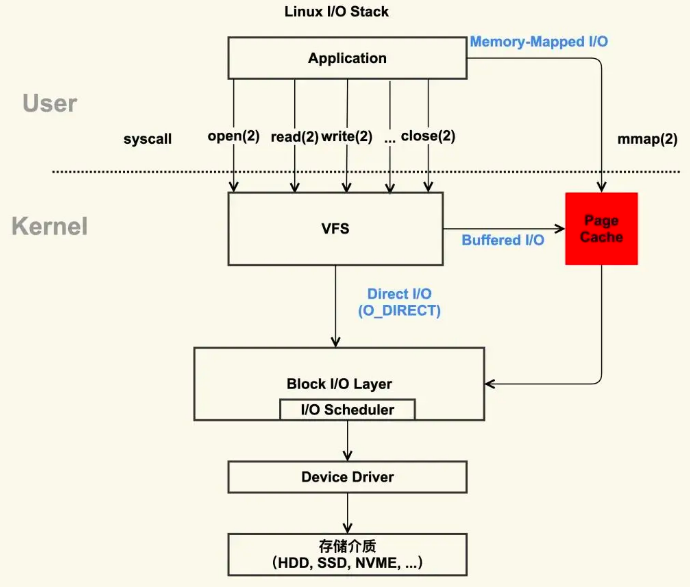 Linux I/O Stack
Memory-Mapped I/O
Application
User
syscall
open(2)
read(2)
write(2)
...
close(2)
mmap(2)
Kernel
VFS
Buffered I/O
Page
Cache
Direct I/O
(O_DIRECT)
Block I/O Layer
I/O Scheduler
Device Driver
存储介质
(HDD, SSD, NVME, ...)